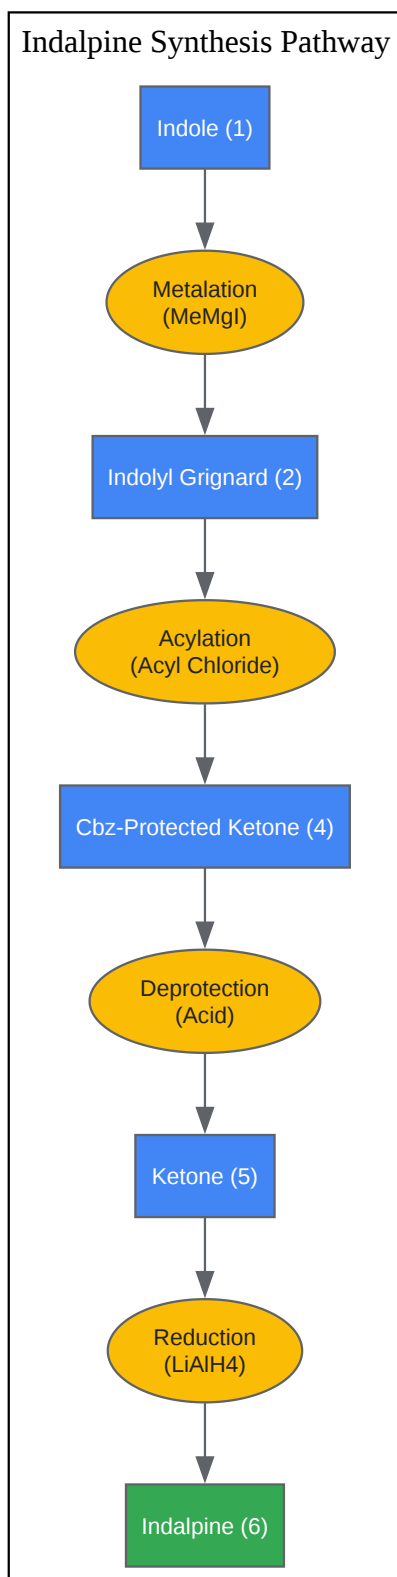 Indalpine Synthesis Pathway
Indole (1)
Metalation
(MeMgI)
Indolyl Grignard (2)
Acylation
(Acyl Chloride)
Cbz-Protected Ketone (4)
Deprotection
(Acid)
Ketone (5)
Reduction
(LiAlH4)
Indalpine (6)